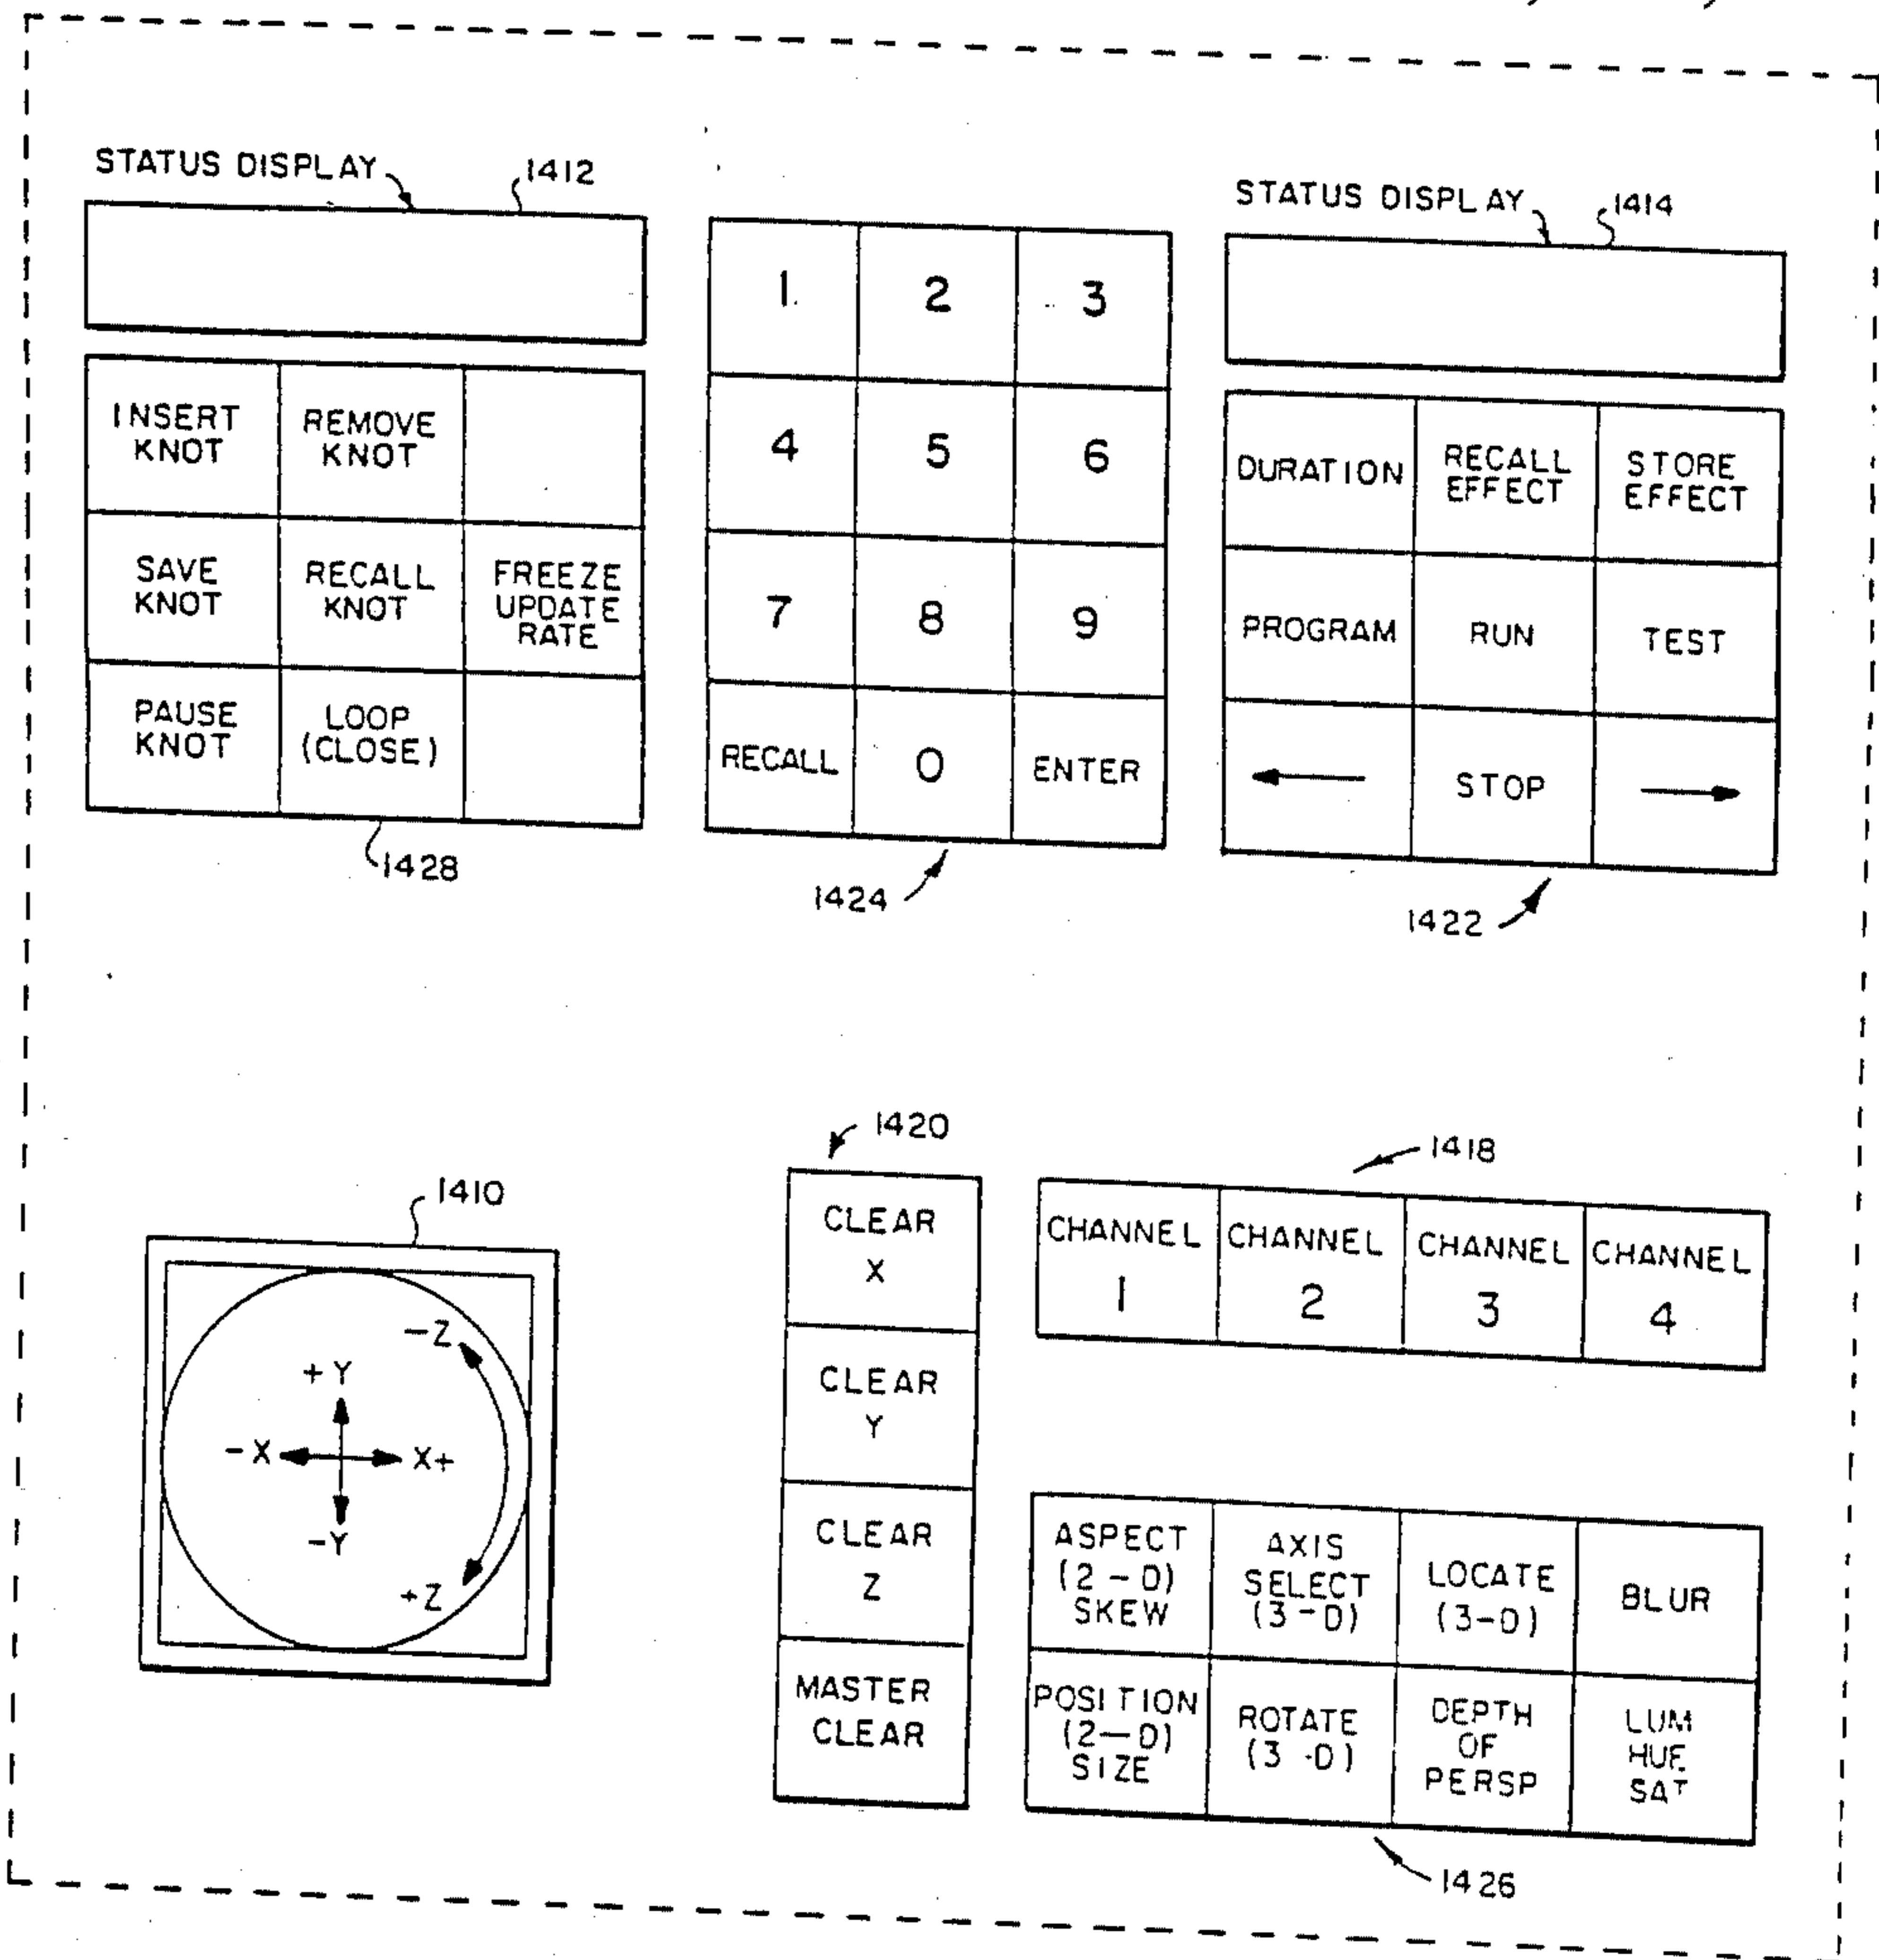 STATUS DISPLAY
1412
INSERT
KNOT
REMOVE
KNOT
SAVE
KNOT
RECALL
KNOT
FREEZE
UPDATE
RATE
PAUSE
KNOT
LOOP
(CLOSE)
1428
1
2
3
4
5
6
7
8
9
RECALL
0
ENTER
1424
STATUS DISPLAY
1414
DURATION
RECALL
EFFECT
STORE
EFFECT
PROGRAM
RUN
TEST
STOP
1422
1410
-Z
+Y
-X
X+
-Y
+Z
1420
CLEAR
X
CLEAR
Y
CLEAR
Z
MASTER
CLEAR
1418
CHANNEL
1
CHANNEL
2
CHANNEL
3
CHANNEL
4
ASPECT
(2-D)
SKEW
AXIS
SELECT
(3-D)
LOCATE
(3-D)
BLUR
POSITION
(2-D)
SIZE
ROTATE
(3-D)
DEPTH
OF
PERSP
LUM
HUE
SAT
1426